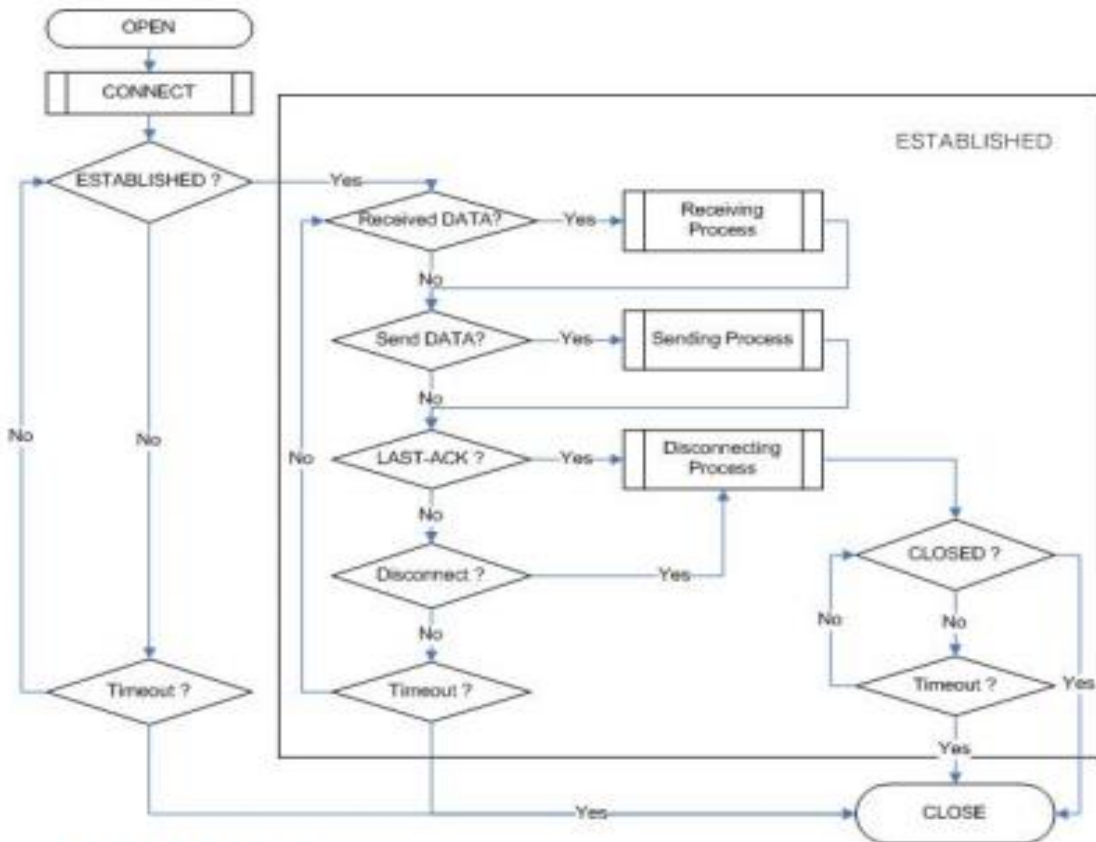 OPEN
CONNECT
ESTABLISHED ?
Yes
No
No
Timeout ?
ESTABLISHED
Received DATA?
Yes
Receiving
Process
No
Send DATA?
Yes
Sending Process
No
LAST-ACK ?
Yes
Disconnecting
Process
No
No
Disconnect ?
Yes
No
Timeout ?
CLOSED ?
No
No
Timeout ?
Yes
Yes
Yes
CLOSE